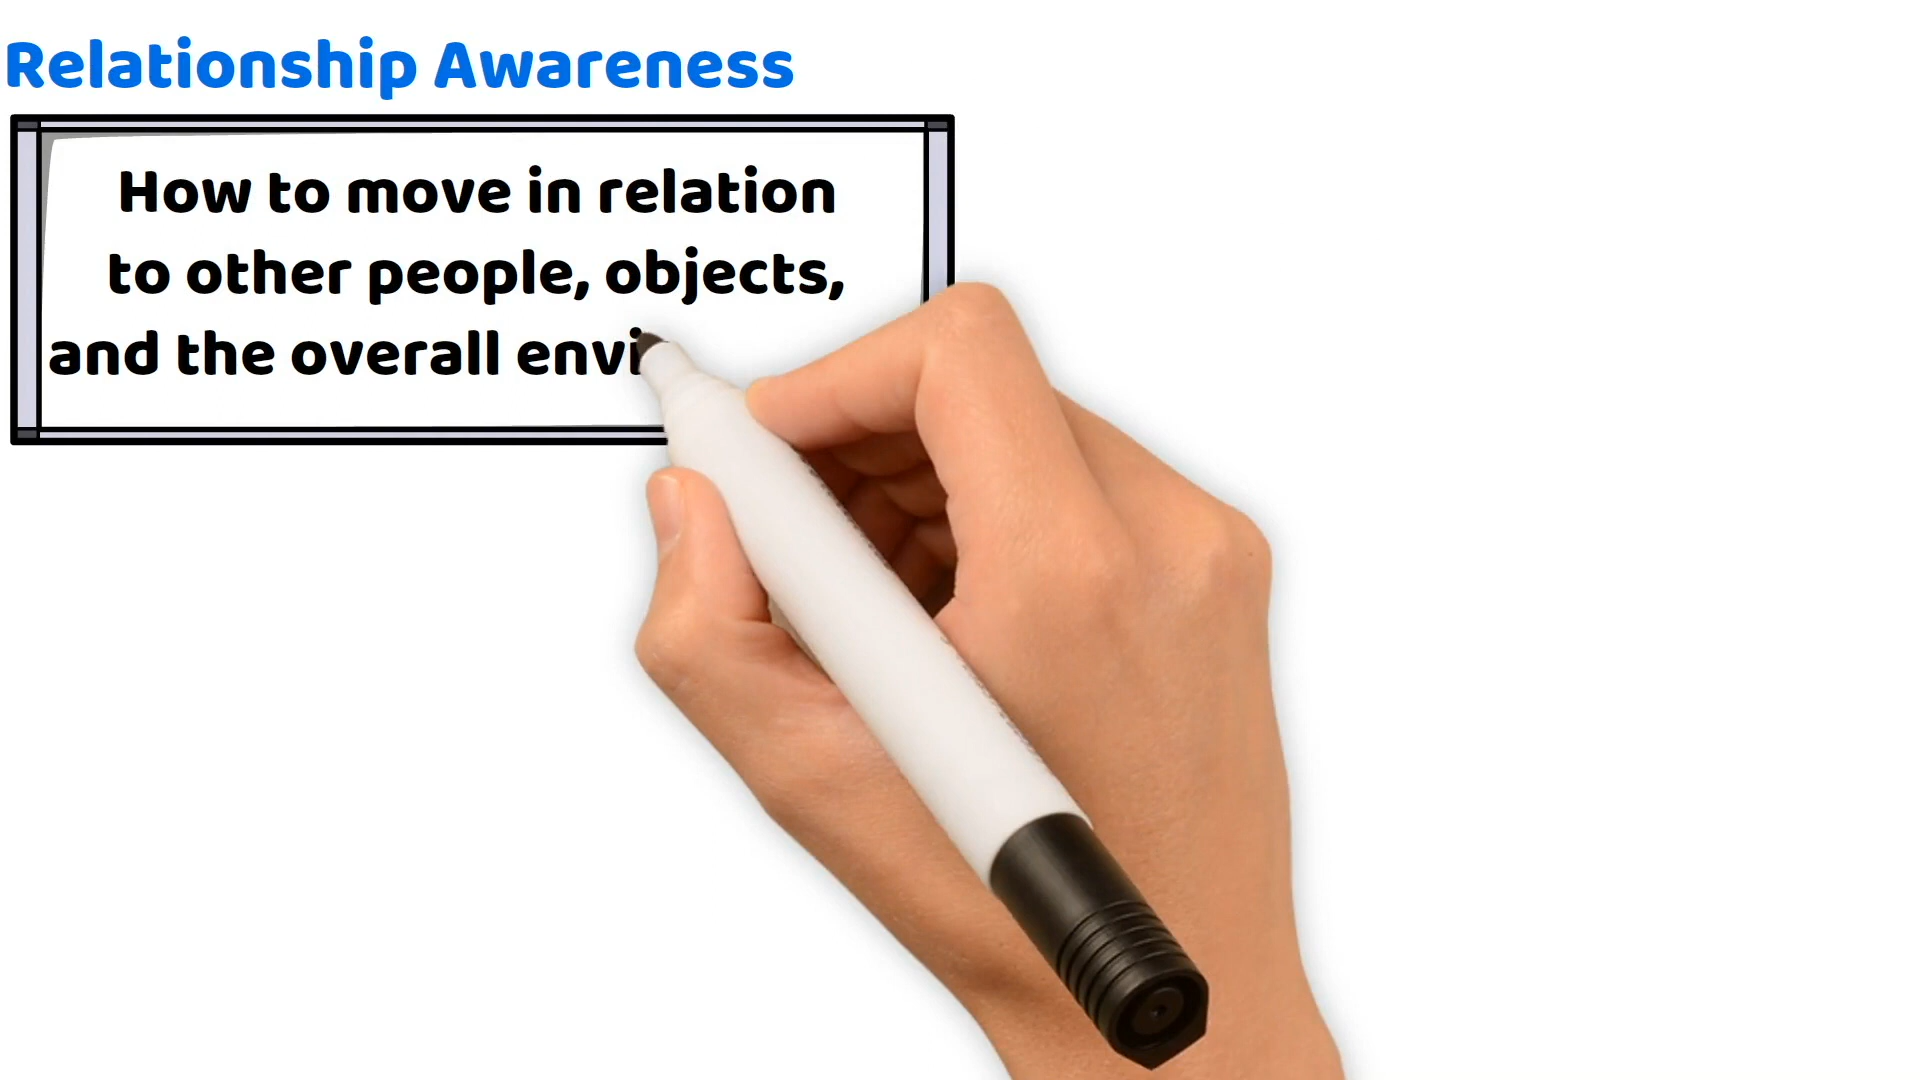 Relationship Awareness
How to move in relation
to other people, objects,
and the overall envi